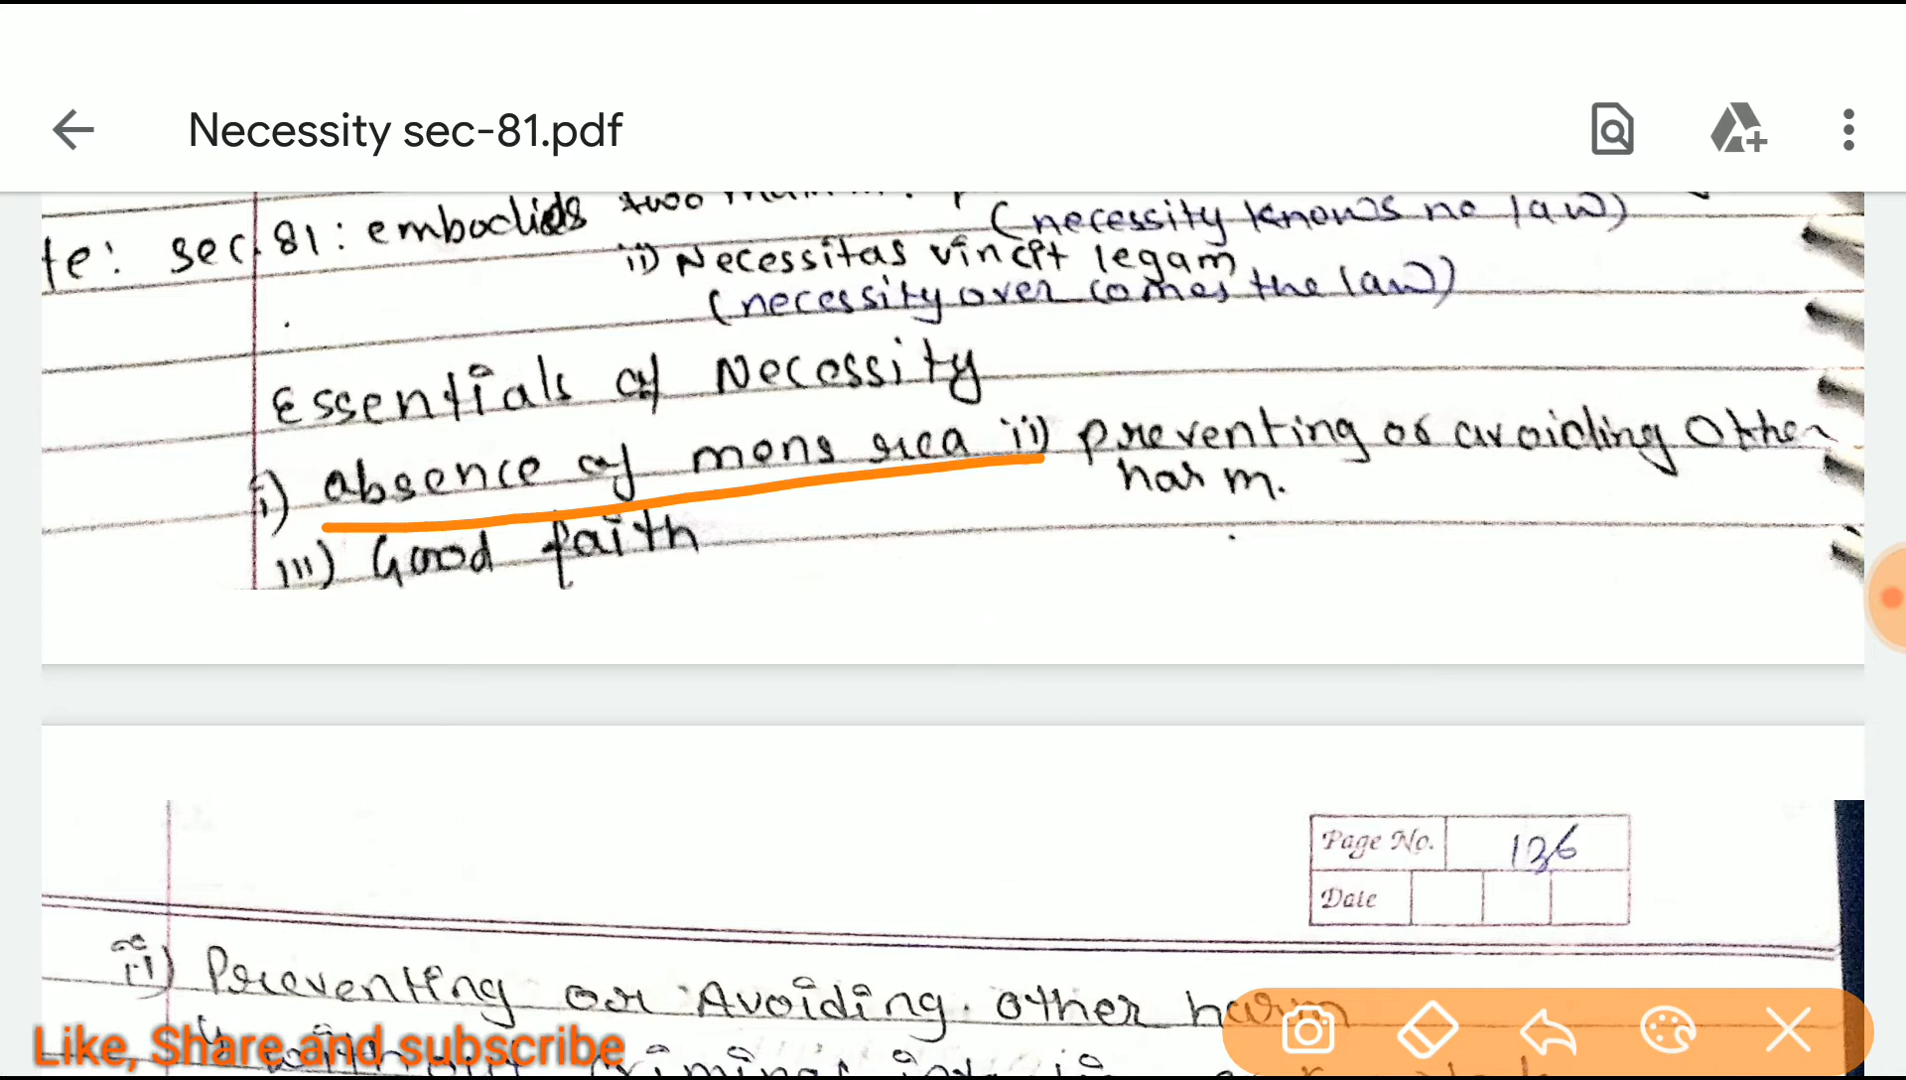 Necessity sec-81.pdf
te: sec.81: embodies two
(necessity knows no law)
ii) Necessitas vincit legam
(necessity over comes the law)
Essentials of Necessity
i) absence of mens rea ii) preventing or avoiding Other
harm.
iii) Good faith
Page No. 136
Date
ii) Preventing or Avoiding other harm
Like, Share and subscribe